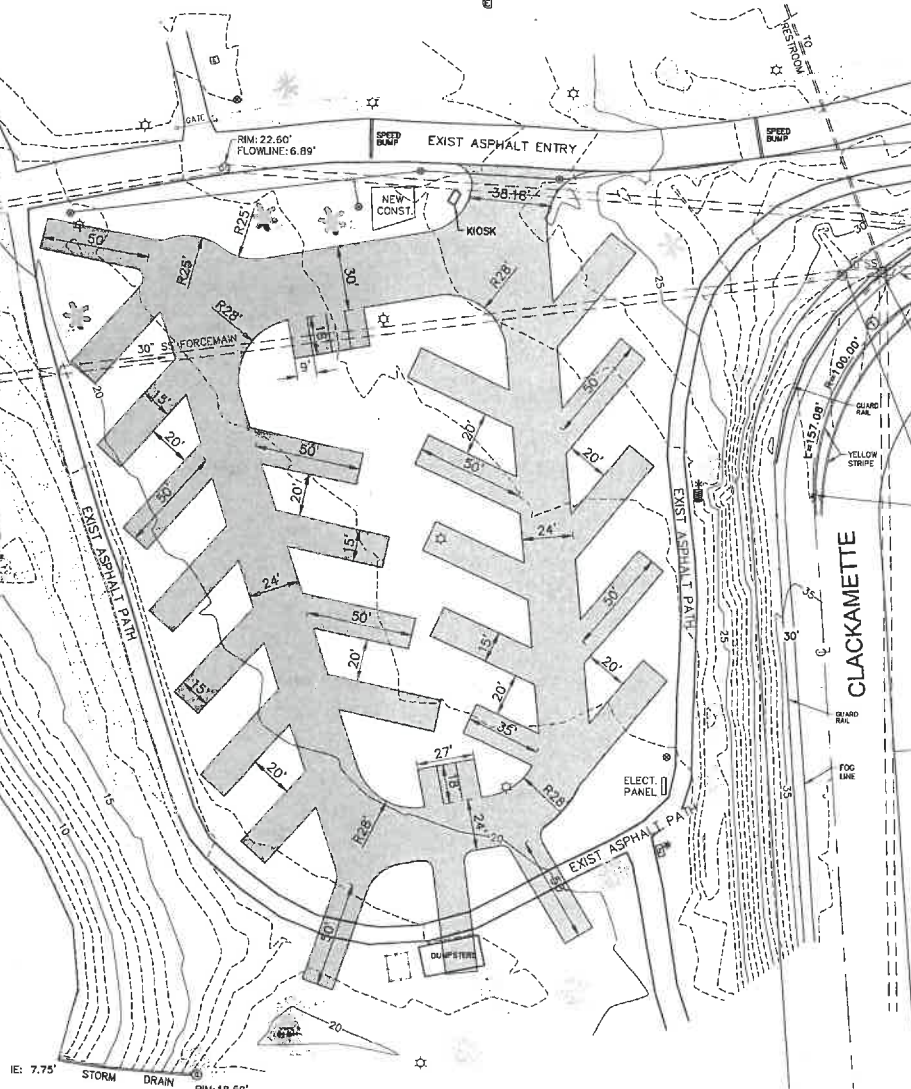 TO
RESTROOM
GATE
RIM: 22.60'
FLOWLINE: 6.89'
SPEED
BUMP
EXIST ASPHALT ENTRY
SPEED
BUMP
NEW
CONST.
38.18'
KIOSK
R25'
50'
R25'
30'
R28'
30
25
R28'
18'
9'
30" SS FORCEMAIN
20
R=100.00'
L=157.08'
GUARD
RAIL
YELLOW
STRIPE
15'
20'
50'
50'
20'
50'
20'
50'
20'
EXIST ASPHALT PATH
15'
24'
EXIST ASPHALT PATH
CLACKAMETTE
24'
50'
20'
15'
50'
20'
15'
20'
35'
20'
35
25
30'
GUARD
RAIL
FOG
LINE
35
27'
18'
R28'
24'
20
R28'
20'
ELECT.
PANEL
EXIST ASPHALT PATH
50'
DUMPSTERS
15
10
20
IE: 7.75'
STORM DRAIN